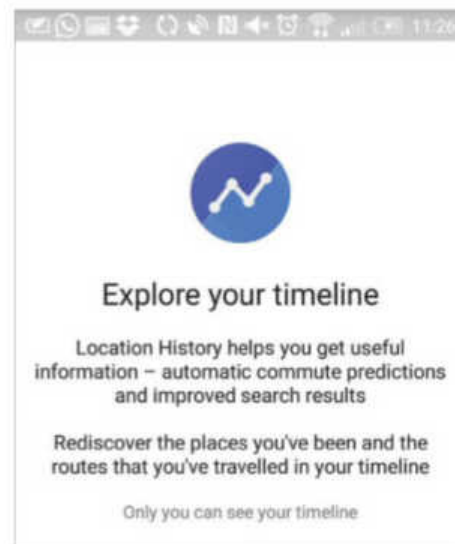 11:26
Explore your timeline
Location History helps you get useful
information – automatic commute predictions
and improved search results
Rediscover the places you've been and the
routes that you've travelled in your timeline
Only you can see your timeline